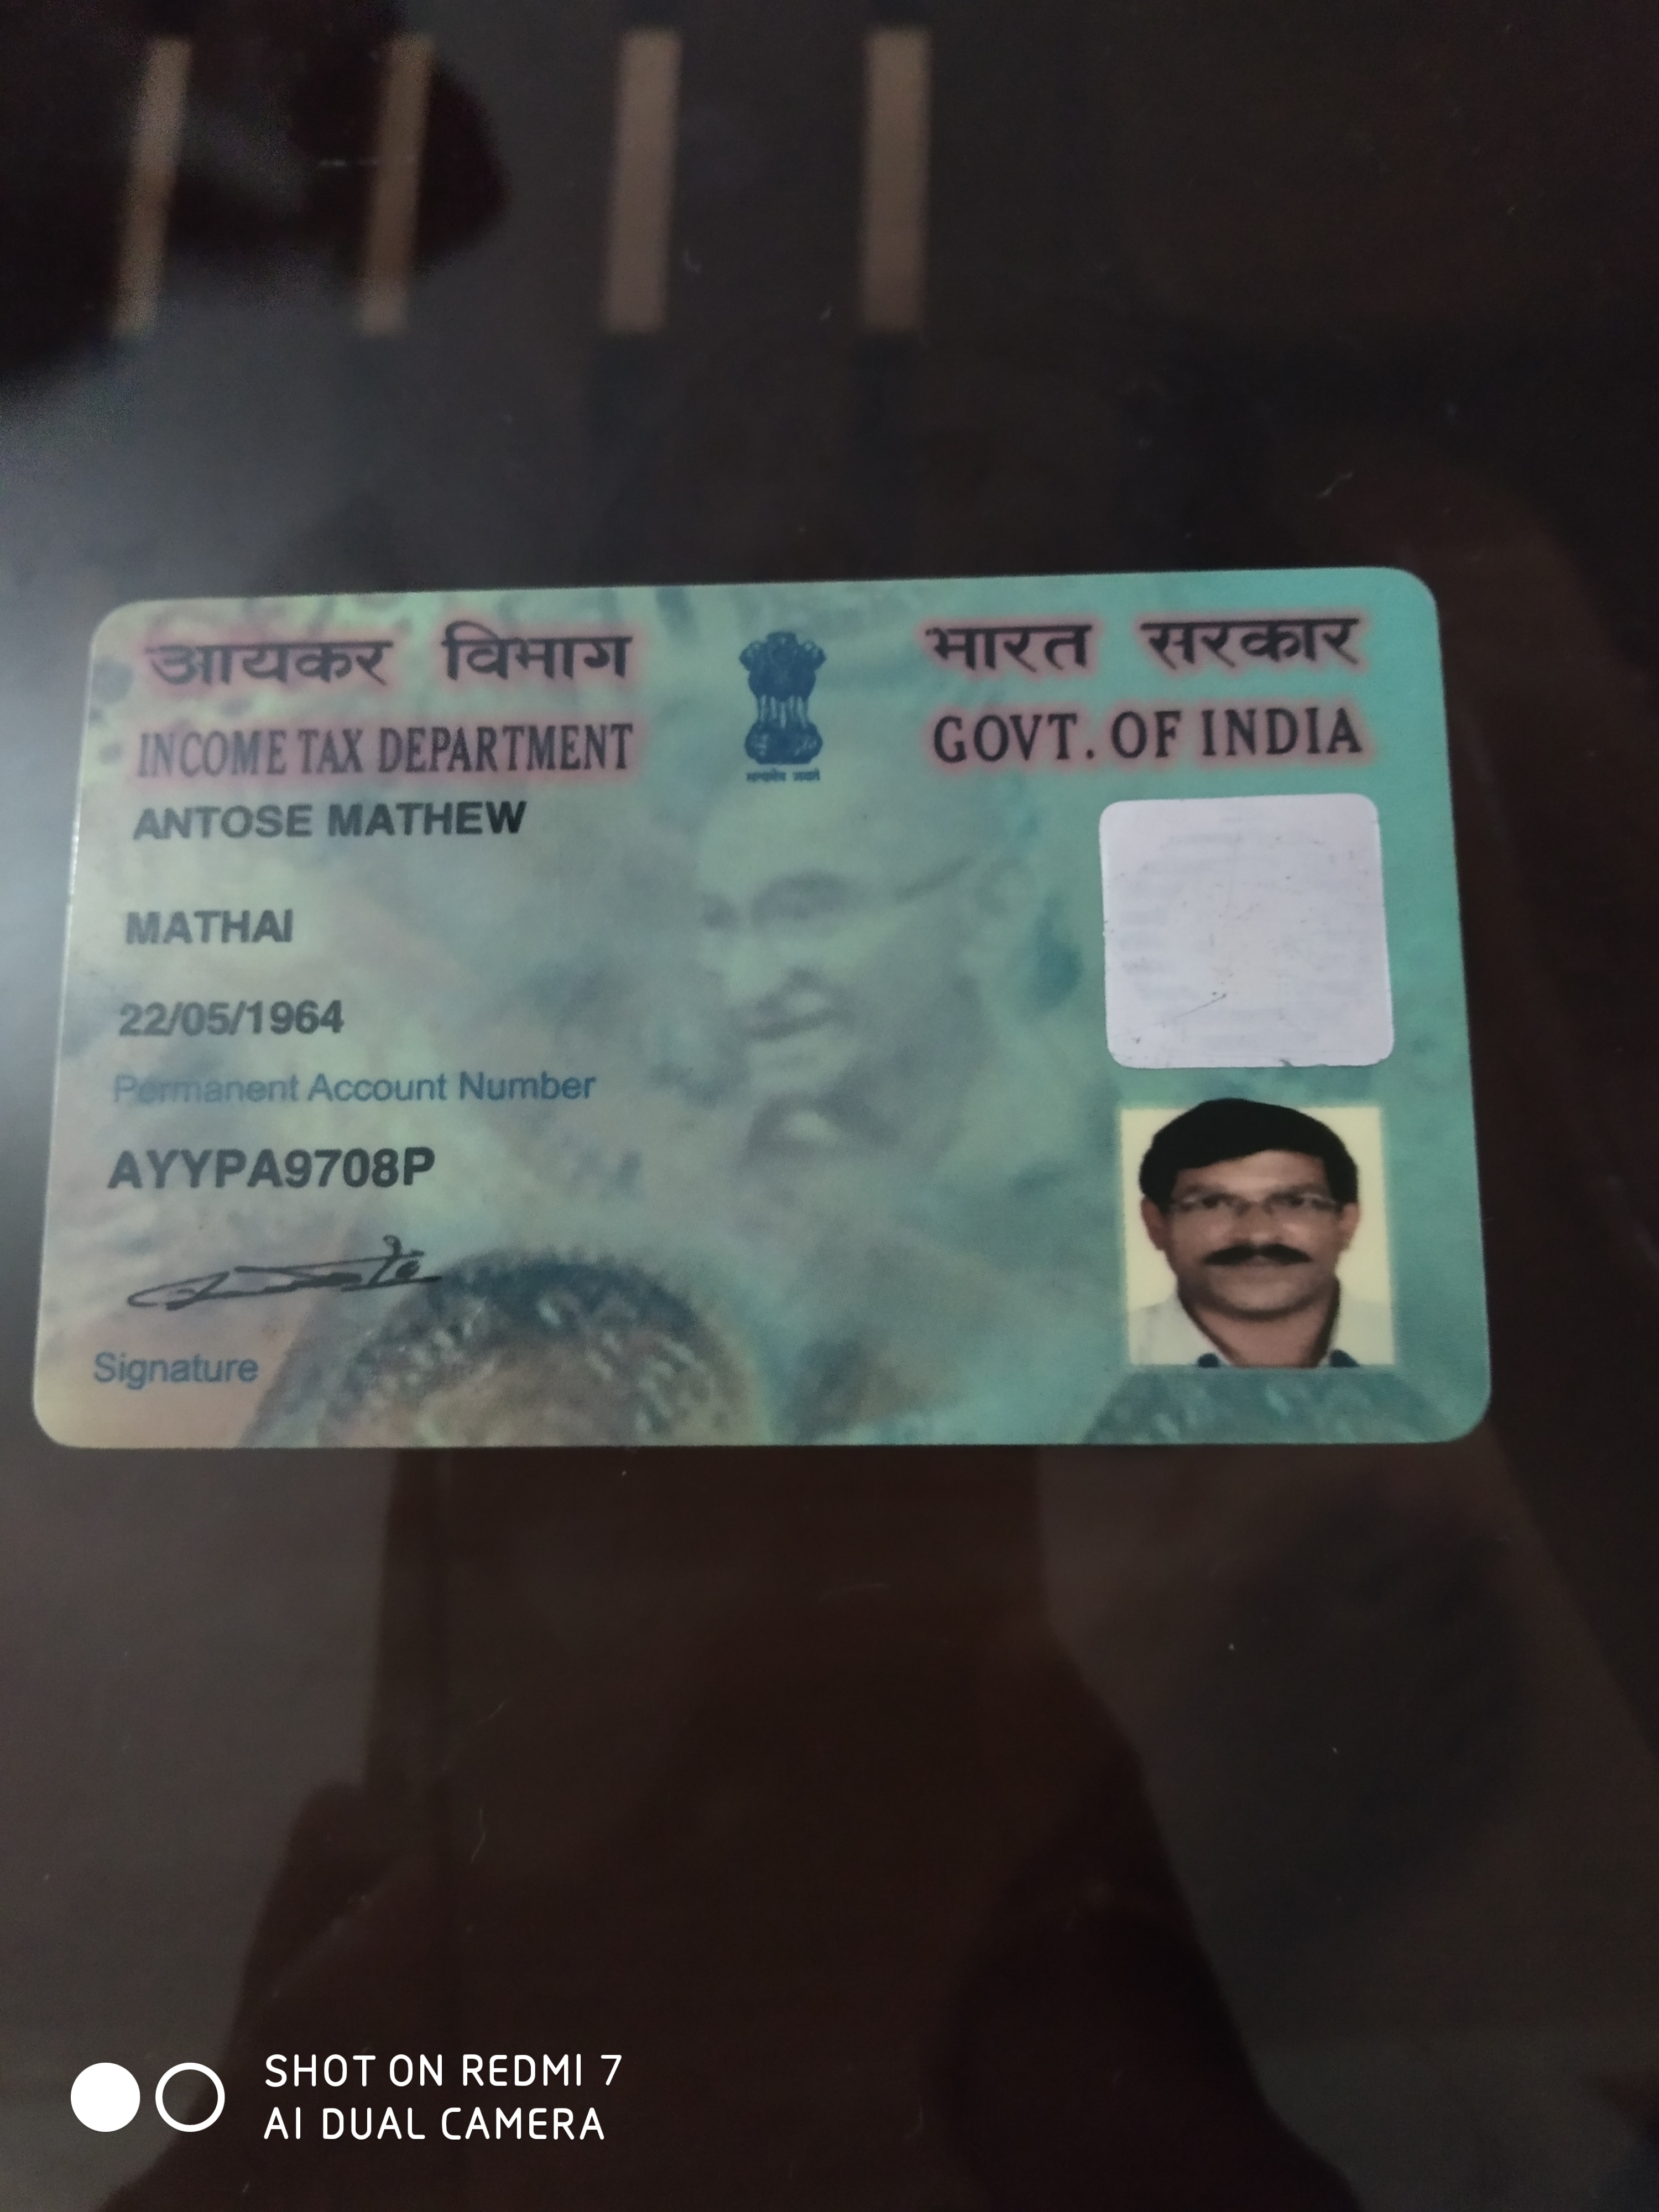 आयकर विभाग
INCOME TAX DEPARTMENT
भारत सरकार
GOVT. OF INDIA
सत्यमेव जयते
ANTOSE MATHEW
MATHAI
22/05/1964
Permanent Account Number
AYYPA9708P
Signature
SHOT ON REDMI 7
AI DUAL CAMERA